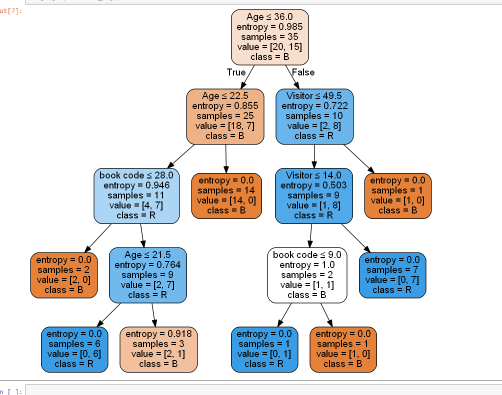 ut[7]:
Age ≤ 36.0
entropy = 0.985
samples = 35
value = [20, 15]
class = B
True
False
Age ≤ 22.5
entropy = 0.855
samples = 25
value = [18, 7]
class = B
Visitor ≤ 49.5
entropy = 0.722
samples = 10
value = [2, 8]
class = R
book code ≤ 28.0
entropy = 0.946
samples = 11
value = [4, 7]
class = R
entropy = 0.0
samples = 14
value = [14, 0]
class = B
Visitor ≤ 14.0
entropy = 0.503
samples = 9
value = [1, 8]
class = R
entropy = 0.0
samples = 1
value = [1, 0]
class = B
entropy = 0.0
samples = 2
value = [2, 0]
class = B
Age ≤ 21.5
entropy = 0.764
samples = 9
value = [2, 7]
class = R
book code ≤ 9.0
entropy = 1.0
samples = 2
value = [1, 1]
class = B
entropy = 0.0
samples = 7
value = [0, 7]
class = R
entropy = 0.0
samples = 6
value = [0, 6]
class = R
entropy = 0.918
samples = 3
value = [2, 1]
class = B
entropy = 0.0
samples = 1
value = [0, 1]
class = R
entropy = 0.0
samples = 1
value = [1, 0]
class = B
n [ ]: